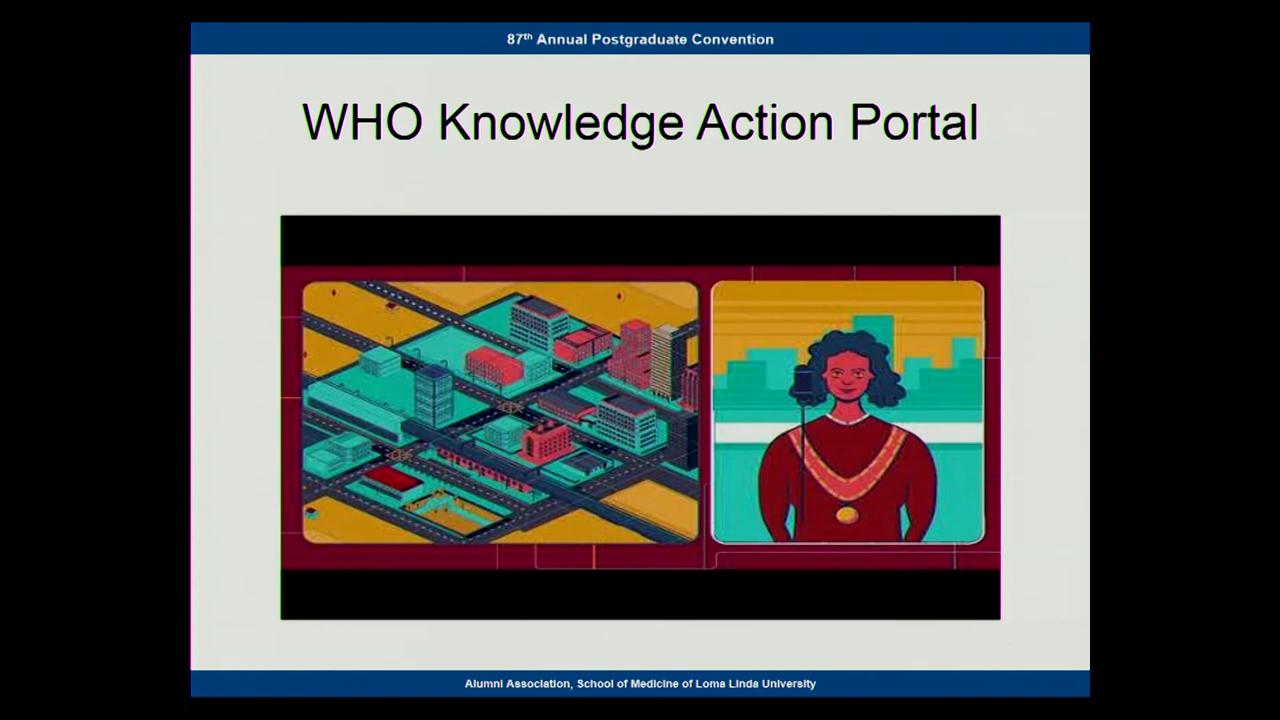 87th Annual Postgraduate Convention
WHO Knowledge Action Portal
Alumni Association, School of Medicine of Loma Linda University